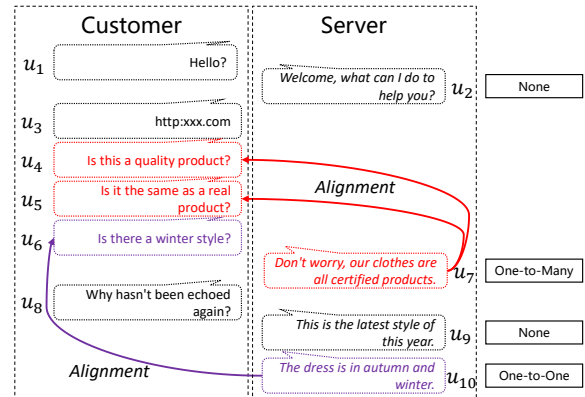 Customer
Server
u1
Hello?
Welcome, what can I do to
help you?
u2
None
u3
http:xxx.com
u4
Is this a quality product?
Alignment
u5
Is it the same as a real
product?
u6
Is there a winter style?
Don't worry, our clothes are
all certified products.
u7
One-to-Many
u8
Why hasn't been echoed
again?
This is the latest style of
this year.
u9
None
Alignment
The dress is in autumn and
winter.
u10
One-to-One